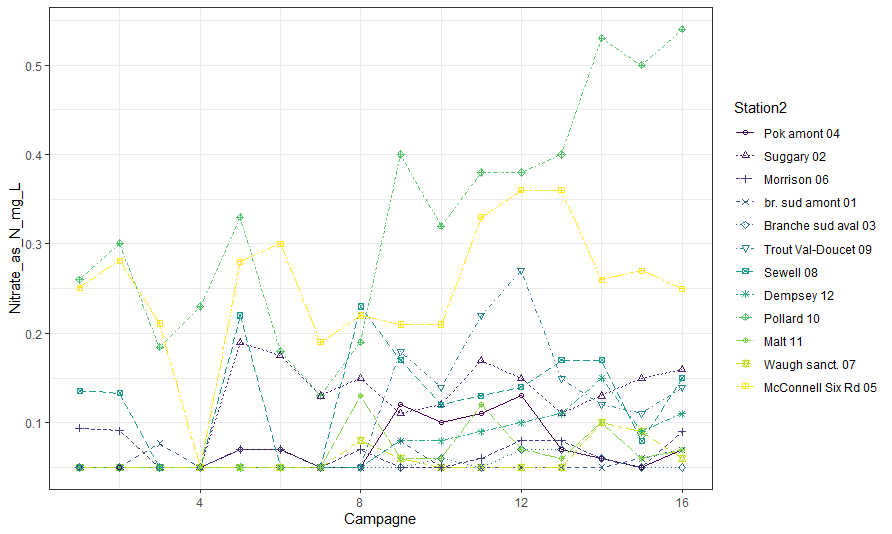 0.5
0.4
0.3
0.2
0.1
Nitrate_as_N_mg_L
4
8
12
16
Campagne
Station2
Pok amont 04
Suggary 02
Morrison 06
br. sud amont 01
Branche sud aval 03
Trout Val-Doucet 09
Sewell 08
Dempsey 12
Pollard 10
Malt 11
Waugh sanct. 07
McConnell Six Rd 05